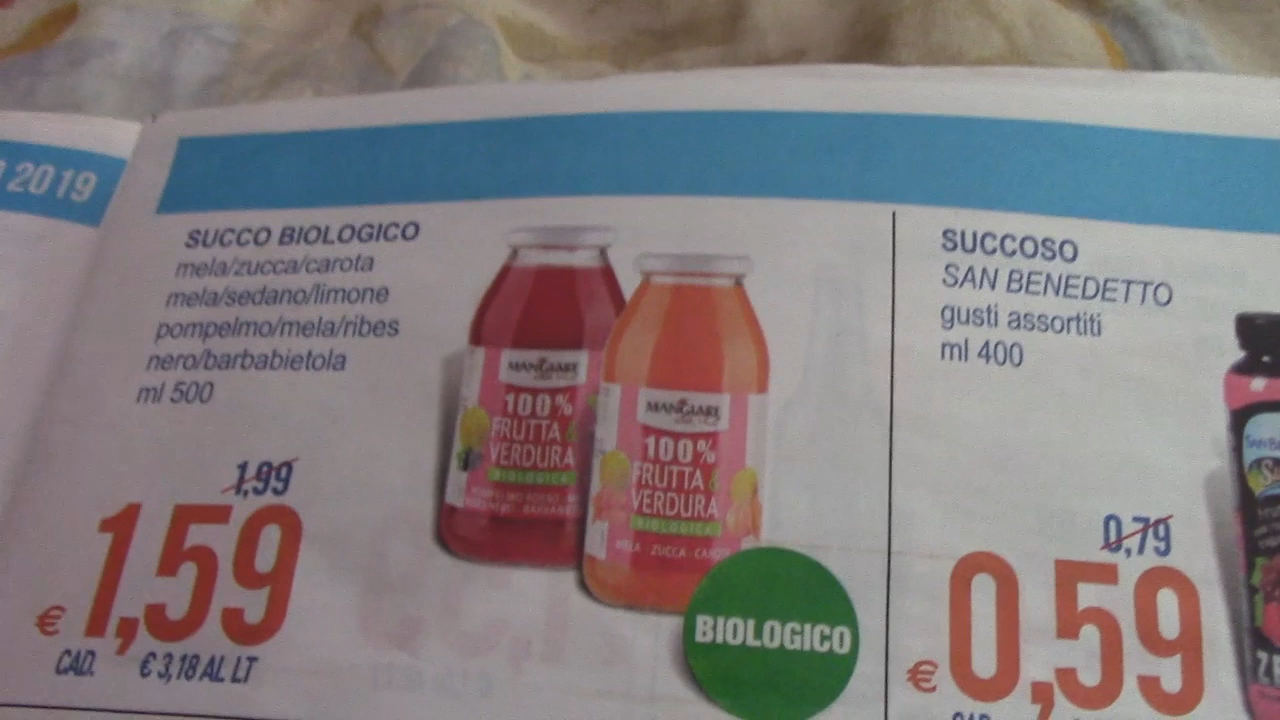 2019
SUCCO BIOLOGICO
mela/zucca/carota
mela/sedano/limone
pompelmo/mela/ribes
nero/barbabietola
ml 500
1,99
€ 1,59
CAD. € 3,18 AL LT
MANGIARE
100%
FRUTTA
VERDURA
BIOLOGICA
MANGIARE
100%
FRUTTA
VERDURA
BIOLOGICA
MELA - ZUCCA - CAROTA
BIOLOGICO
SUCCOSO
SAN BENEDETTO
gusti assortiti
ml 400
0,79
€ 0,59